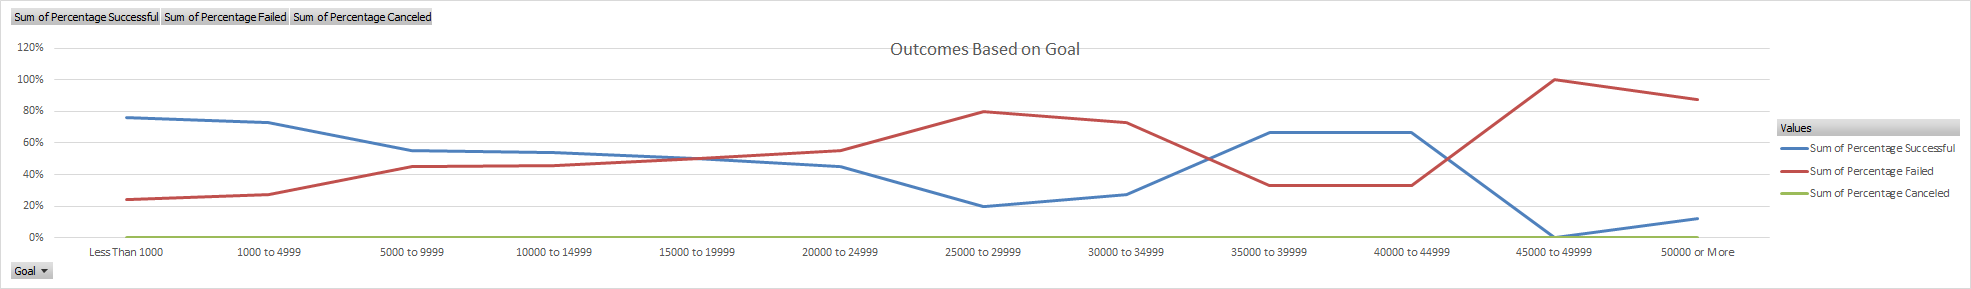 Sum of Percentage Successful Sum of Percentage Failed Sum of Percentage Canceled
Outcomes Based on Goal
120%
100%
80%
60%
40%
20%
0%
Less Than 1000 1000 to 4999 5000 to 9999 10000 to 14999 15000 to 19999 20000 to 24999 25000 to 29999 30000 to 34999 35000 to 39999 40000 to 44999 45000 to 49999 50000 or More
Values
Sum of Percentage Successful
Sum of Percentage Failed
Sum of Percentage Canceled
Goal